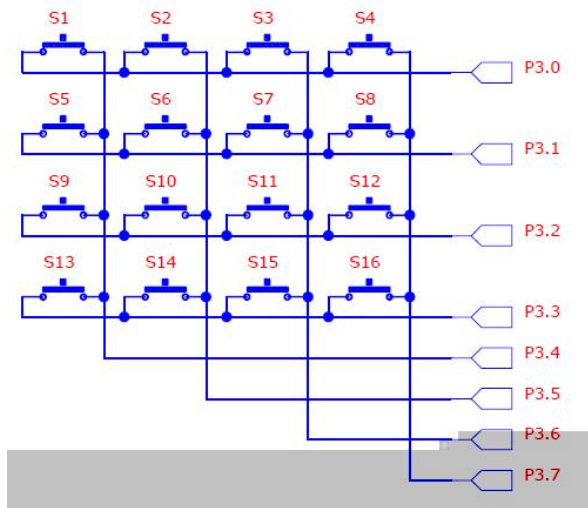 S1 S2 S3 S4
P3.0
S5 S6 S7 S8
P3.1
S9 S10 S11 S12
P3.2
S13 S14 S15 S16
P3.3
P3.4
P3.5
P3.6
P3.7